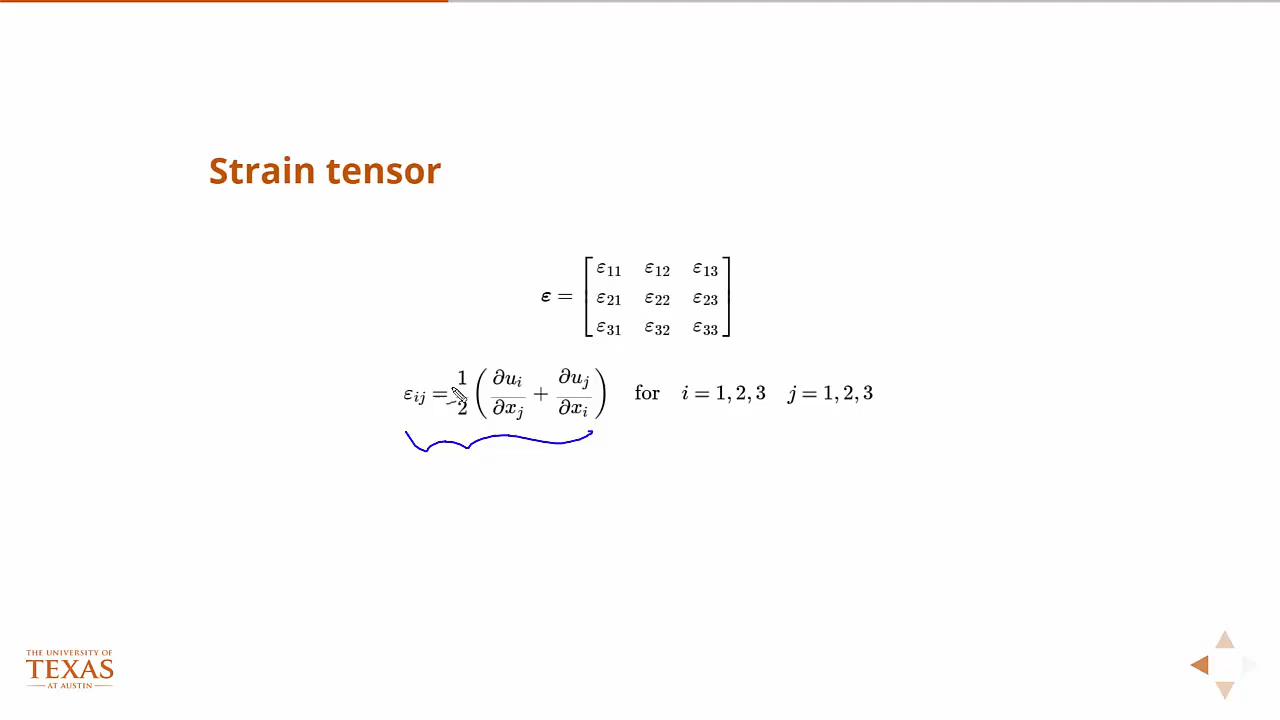 Strain tensor
ε = [ ε₁₁ ε₁₂ ε₁₃
ε₂₁ ε₂₂ ε₂₃
ε₃₁ ε₃₂ ε₃₃ ]
εᵢⱼ = 1/2 ( ∂uᵢ/∂xⱼ + ∂uⱼ/∂xᵢ ) for i = 1, 2, 3 j = 1, 2, 3
THE UNIVERSITY OF
TEXAS
AT AUSTIN